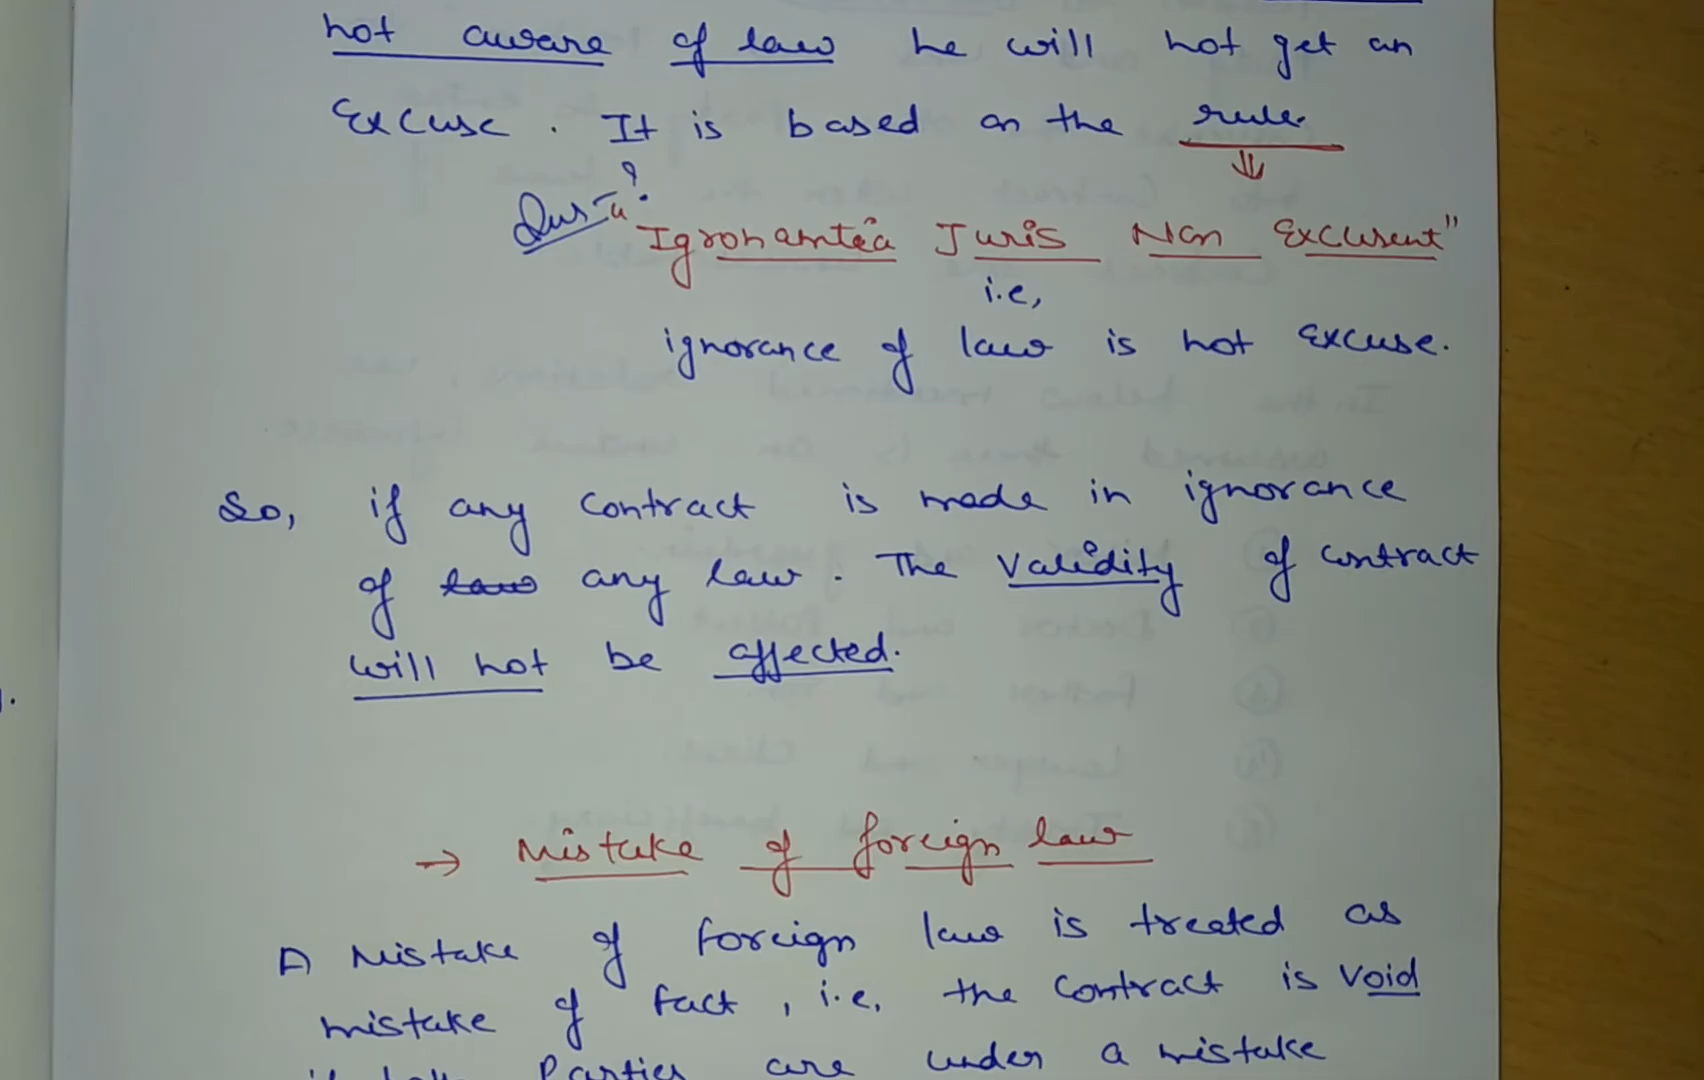 not aware of law he will not get an
Excuse. It is based on the rule
Qus- ?
"Ignorantia Juris Non Excusent"
i.e,
ignorance of law is not Excuse.
So, if any contract is made in ignorance
of law any law. The validity of contract
will not be affected.
→ Mistake of foreign law
A Mistake of foreign law is treated as
mistake of fact, i.e. the contract is void
Parties are under a mistake